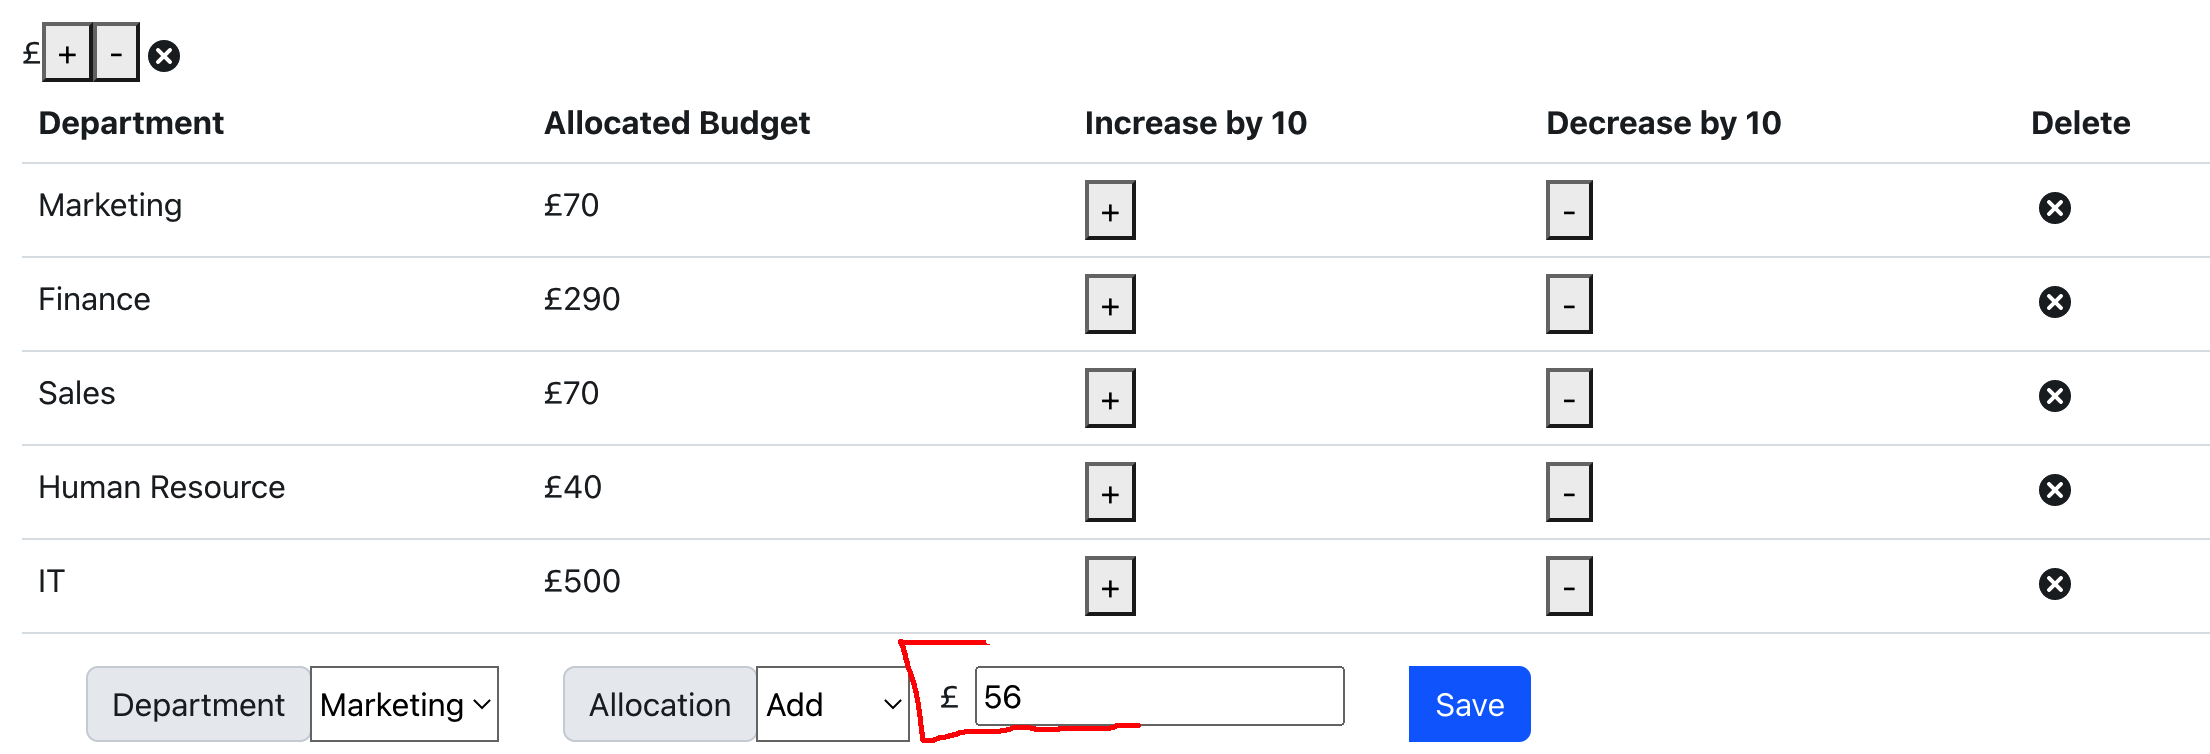 £ + -
Department Allocated Budget Increase by 10 Decrease by 10 Delete
Marketing £70 + -
Finance £290 + -
Sales £70 + -
Human Resource £40 + -
IT £500 + -
Department Marketing Allocation Add £ 56 Save